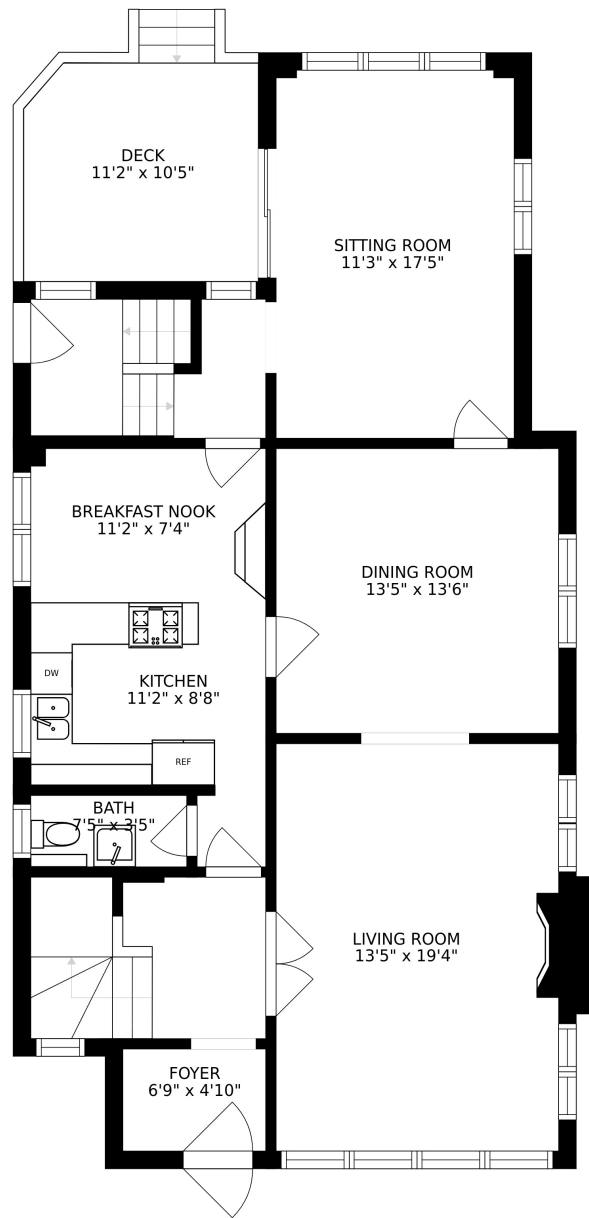 DECK
11'2" x 10'5"
SITTING ROOM
11'3" x 17'5"
BREAKFAST NOOK
11'2" x 7'4"
DINING ROOM
13'5" x 13'6"
DW
KITCHEN
11'2" x 8'8"
REF
BATH
7'5" x 3'5"
LIVING ROOM
13'5" x 19'4"
FOYER
6'9" x 4'10"